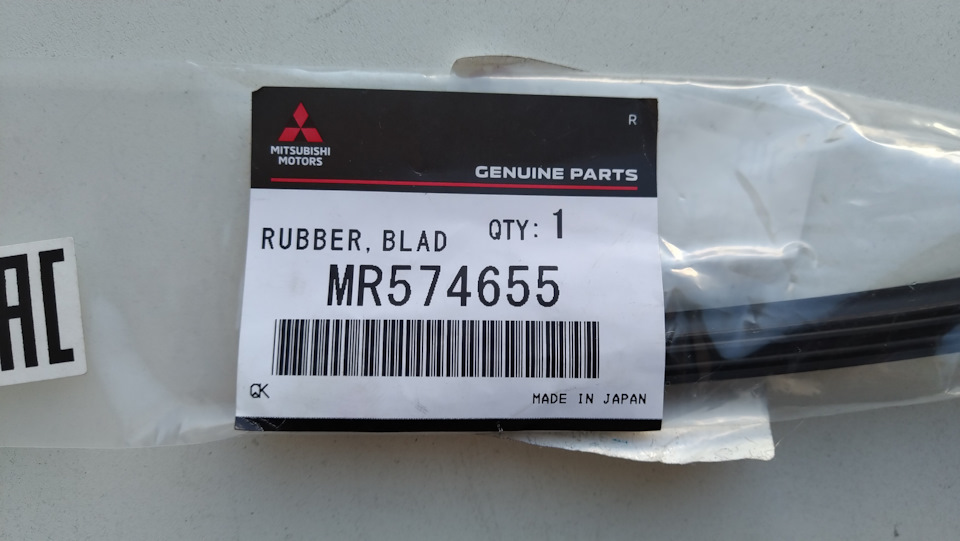 R
MITSUBISHI
MOTORS
GENUINE PARTS
RUBBER, BLAD QTY: 1
MR574655
QK
MADE IN JAPAN